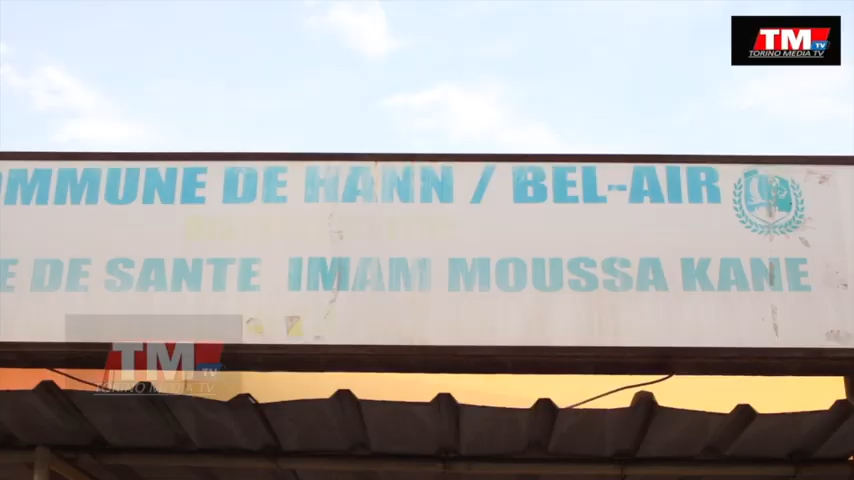 TM TV
TORINO MEDIA TV
OMMUNE DE HANN / BEL-AIR
E DE SANTE IMAM MOUSSA KANE
TM TV
TORINO MEDIA TV